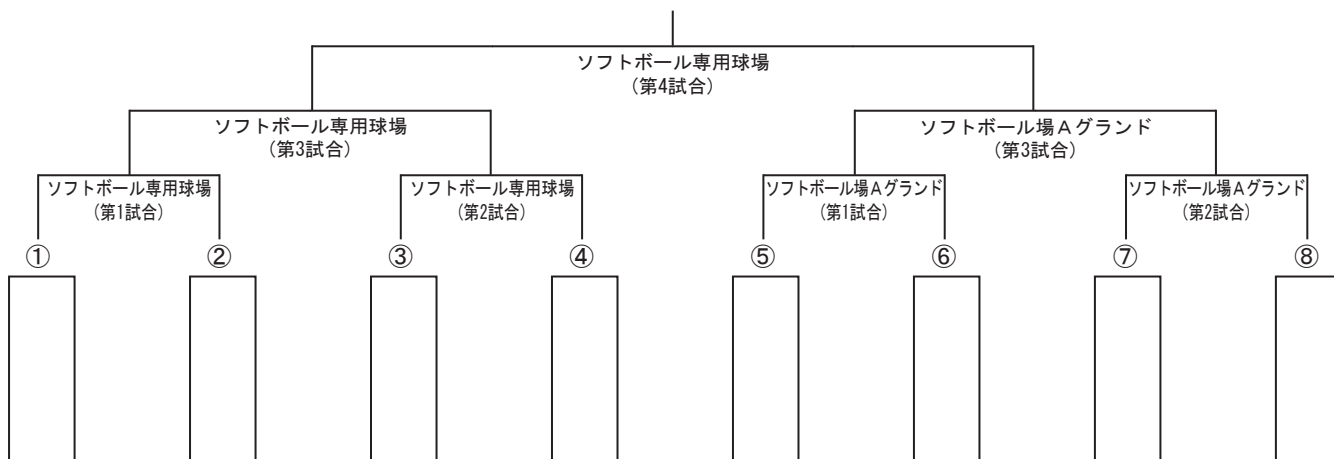 ソフトボール専用球場
(第4試合)
ソフトボール専用球場
(第3試合)
ソフトボール場Aグランド
(第3試合)
ソフトボール専用球場
(第1試合)
ソフトボール専用球場
(第2試合)
ソフトボール場Aグランド
(第1試合)
ソフトボール場Aグランド
(第2試合)
① ② ③ ④ ⑤ ⑥ ⑦ ⑧